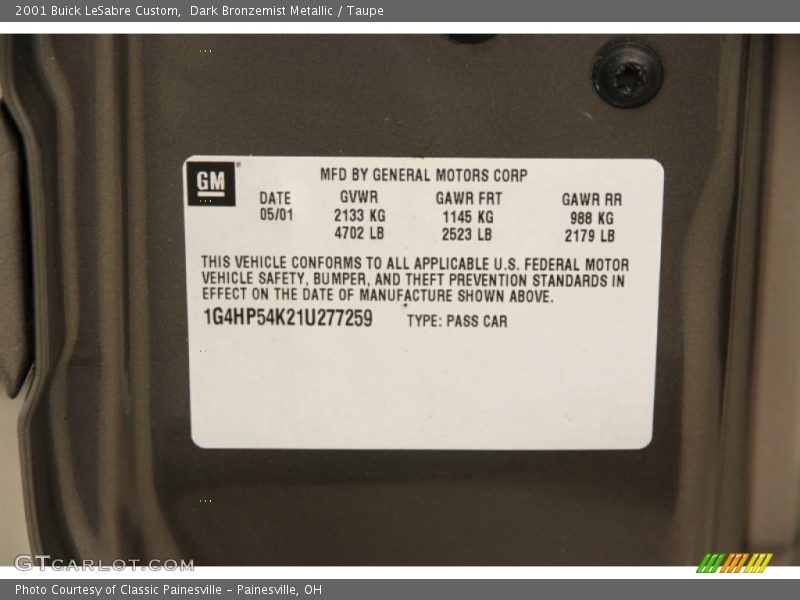 2001 Buick LeSabre Custom,  Dark Bronzemist Metallic / Taupe
GM
MFD BY GENERAL MOTORS CORP
DATE GVWR GAWR FRT GAWR RR
05/01 2133 KG 1145 KG 988 KG
4702 LB 2523 LB 2179 LB
THIS VEHICLE CONFORMS TO ALL APPLICABLE U.S. FEDERAL MOTOR
VEHICLE SAFETY, BUMPER, AND THEFT PREVENTION STANDARDS IN
EFFECT ON THE DATE OF MANUFACTURE SHOWN ABOVE.
1G4HP54K21U277259 TYPE: PASS CAR
GTCARLOT.COM
Photo Courtesy of Classic Painesville - Painesville, OH